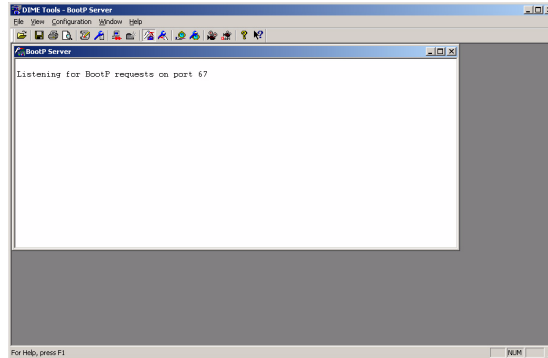 DIME Tools - BootP Server
File View Configuration Window Help
BootP Server
Listening for BootP requests on port 67
For Help, press F1
NUM